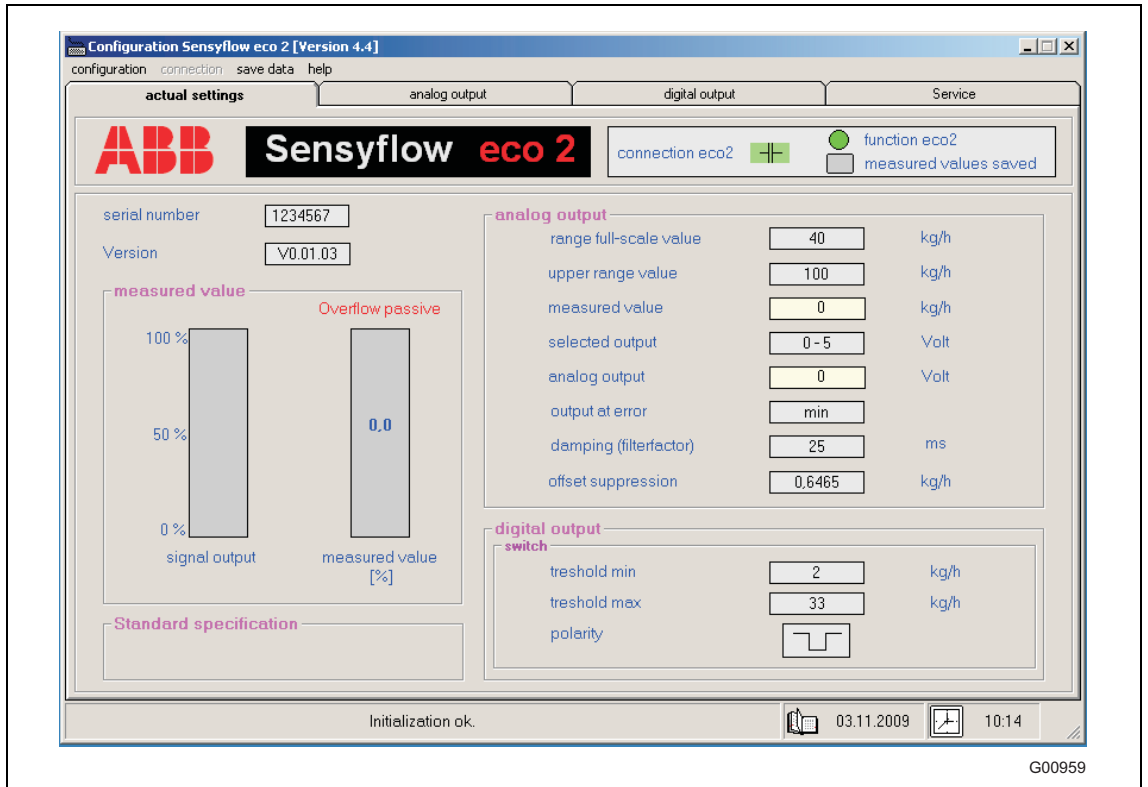 Configuration Sensyflow eco 2 [Version 4.4]
configuration connection save data help
actual settings analog output digital output Service
ABB Sensyflow eco 2
connection eco2
function eco2
measured values saved
serial number 1234567
Version V0.01.03
measured value
Overflow passive
100 %
50 %
0,0
0 %
signal output
measured value
[%]
Standard specification
analog output
range full-scale value 40 kg/h
upper range value 100 kg/h
measured value 0 kg/h
selected output 0 - 5 Volt
analog output 0 Volt
output at error min
damping (filterfactor) 25 ms
offset suppression 0,6465 kg/h
digital output
switch
treshold min 2 kg/h
treshold max 33 kg/h
polarity
Initialization ok. 03.11.2009 10:14
G00959